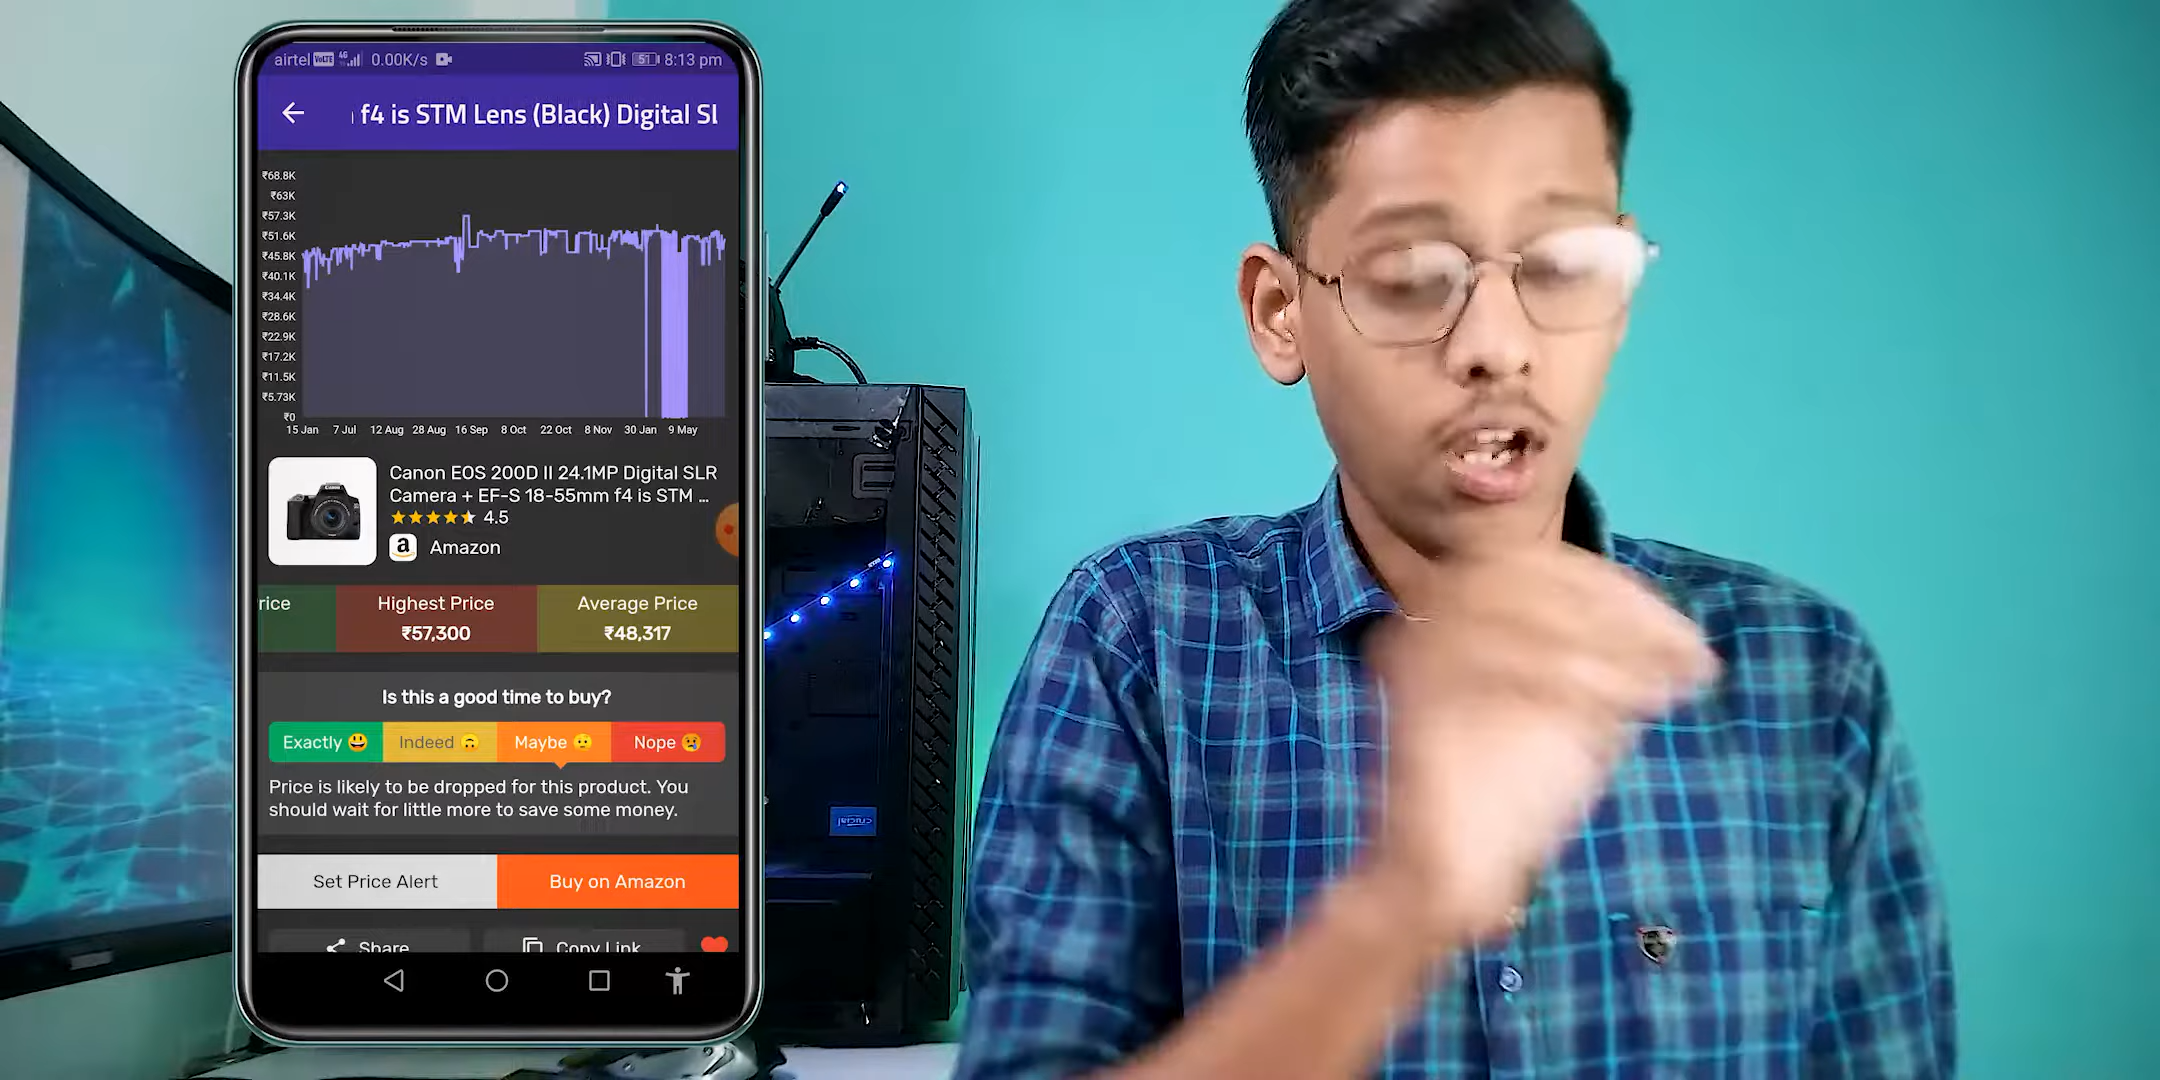 airtel VoLTE 4G 0.00K/s 51 8:13 pm
f4 is STM Lens (Black) Digital SL
₹68.8K
₹63K
₹57.3K
₹51.6K
₹45.8K
₹40.1K
₹34.4K
₹28.6K
₹22.9K
₹17.2K
₹11.5K
₹5.73K
₹0
15 Jan 7 Jul 12 Aug 28 Aug 16 Sep 8 Oct 22 Oct 8 Nov 30 Jan 9 May
Canon EOS 200D II 24.1MP Digital SLR
Camera + EF-S 18-55mm f4 is STM ...
4.5
a Amazon
rice Highest Price Average Price
₹57,300 ₹48,317
Is this a good time to buy?
Exactly Indeed Maybe Nope
Price is likely to be dropped for this product. You
should wait for little more to save some money.
Set Price Alert Buy on Amazon
Share Copy Link
crucial